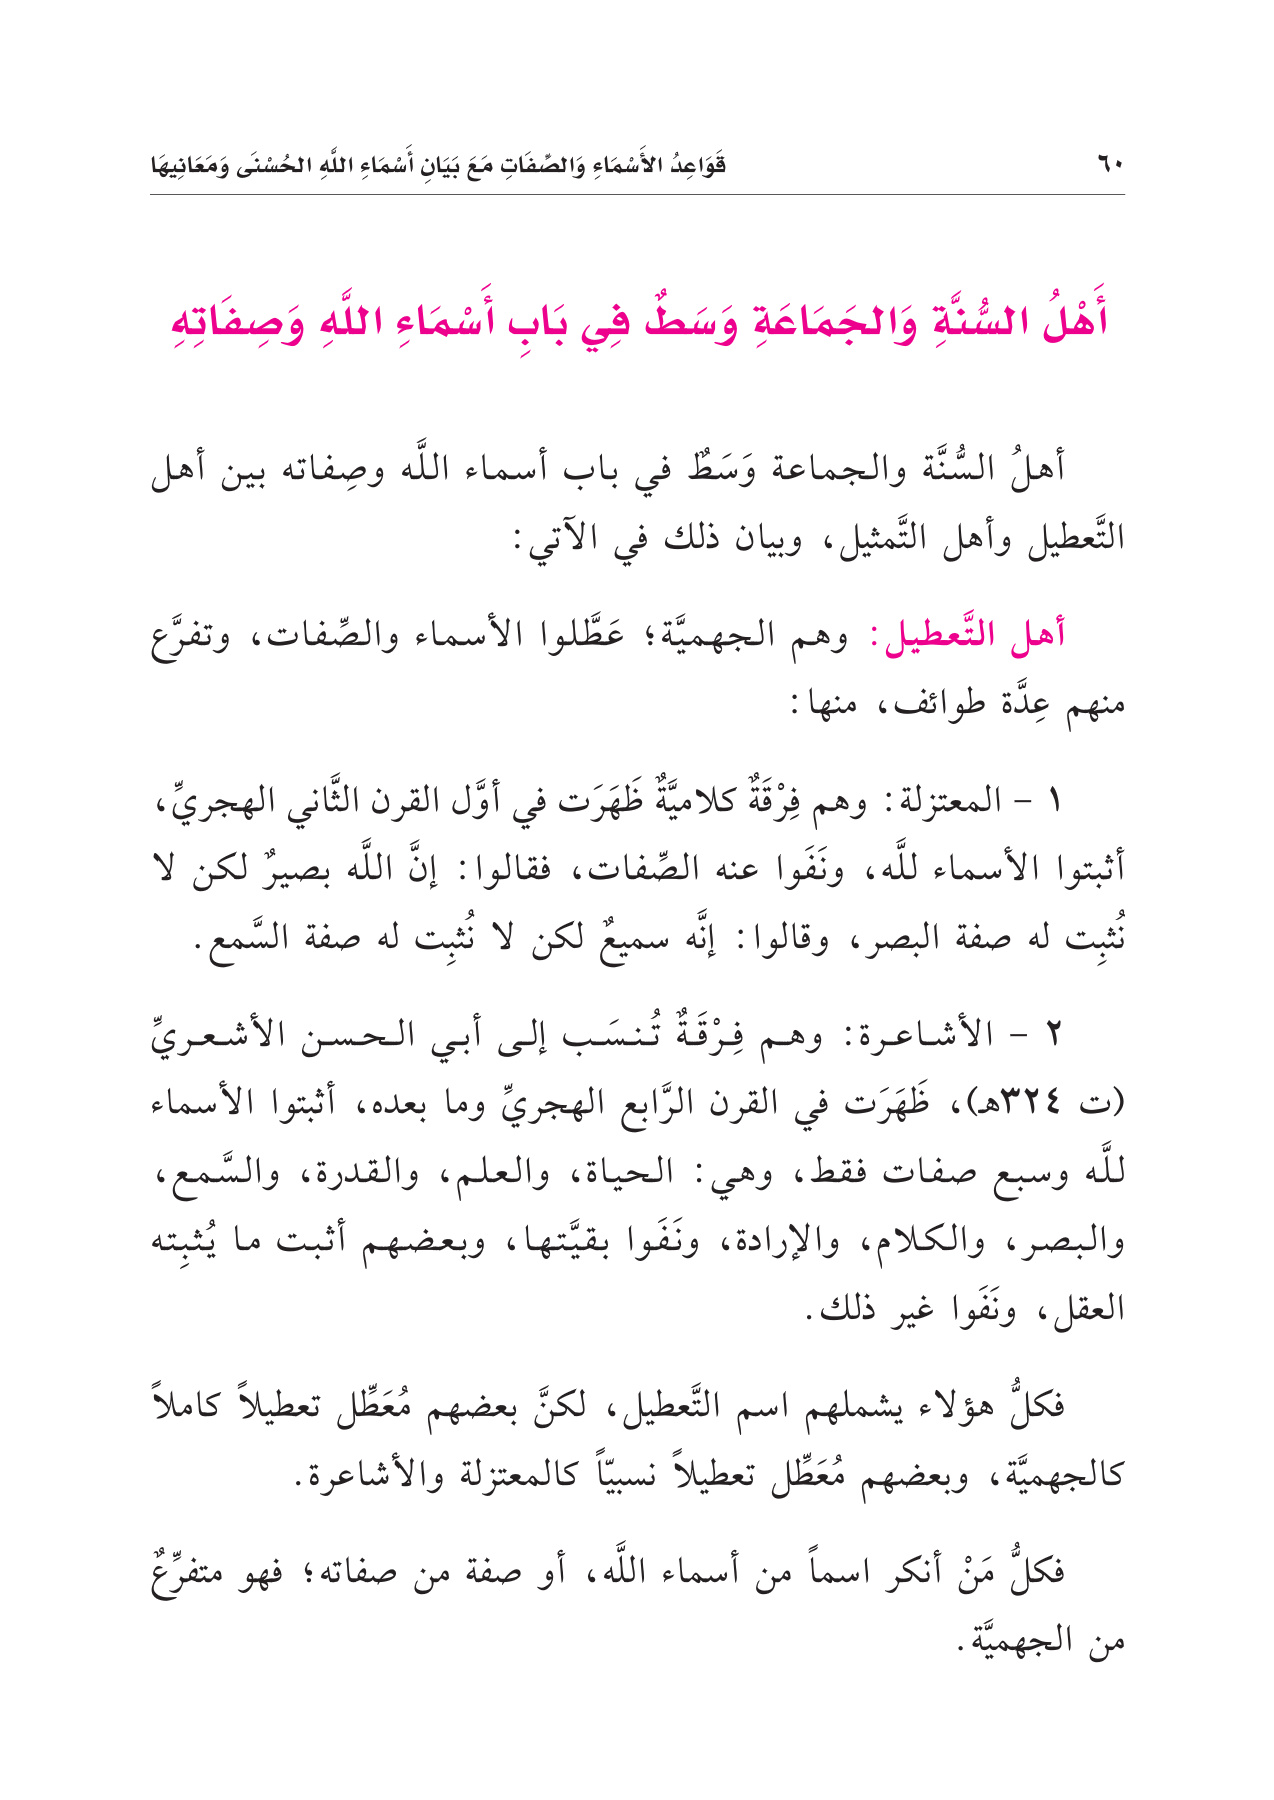 ٦٠ قَوَاعِدُ الأَسْمَاءِ وَالصِّفَاتِ مَعَ بَيَانِ أَسْمَاءِ اللَّهِ الحُسْنَى وَمَعَانِيهَا
أَهْلُ السُّنَّةِ وَالجَمَاعَةِ وَسَطٌ فِي بَابِ أَسْمَاءِ اللَّهِ وَصِفَاتِهِ
أهلُ السُّنَّة والجماعة وَسَطٌ في باب أسماء اللَّه وصِفاته بين أهل
التَّعطيل وأهل التَّمثيل، وبيان ذلك في الآتي:
أهل التَّعطيل: وهم الجهميَّة؛ عَطَّلوا الأسماء والصِّفات، وتفرَّع
منهم عِدَّة طوائف، منها:
١ – المعتزلة: وهم فِرْقَةٌ كلاميَّةٌ ظَهَرَت في أوَّل القرن الثَّاني الهجريِّ،
أثبتوا الأسماء للَّه، ونَفَوا عنه الصِّفات، فقالوا: إنَّ اللَّه بصيرٌ لكن لا
نُثبِت له صفة البصر، وقالوا: إنَّه سميعٌ لكن لا نُثبِت له صفة السَّمع.
٢ – الأشاعرة: وهم فِرْقَةٌ تُنسَب إلى أبي الحسن الأشعريِّ
(ت ٣٢٤هـ)، ظَهَرَت في القرن الرَّابع الهجريِّ وما بعده، أثبتوا الأسماء
للَّه وسبع صفات فقط، وهي: الحياة، والعلم، والقدرة، والسَّمع،
والبصر، والكلام، والإرادة، ونَفَوا بقيَّتها، وبعضهم أثبت ما يُثبِته
العقل، ونَفَوا غير ذلك.
فكلُّ هؤلاء يشملهم اسم التَّعطيل، لكنَّ بعضهم مُعَطِّل تعطيلاً كاملاً
كالجهميَّة، وبعضهم مُعَطِّل تعطيلاً نسبيّاً كالمعتزلة والأشاعرة.
فكلُّ مَنْ أنكر اسماً من أسماء اللَّه، أو صفة من صفاته؛ فهو متفرِّعٌ
من الجهميَّة.